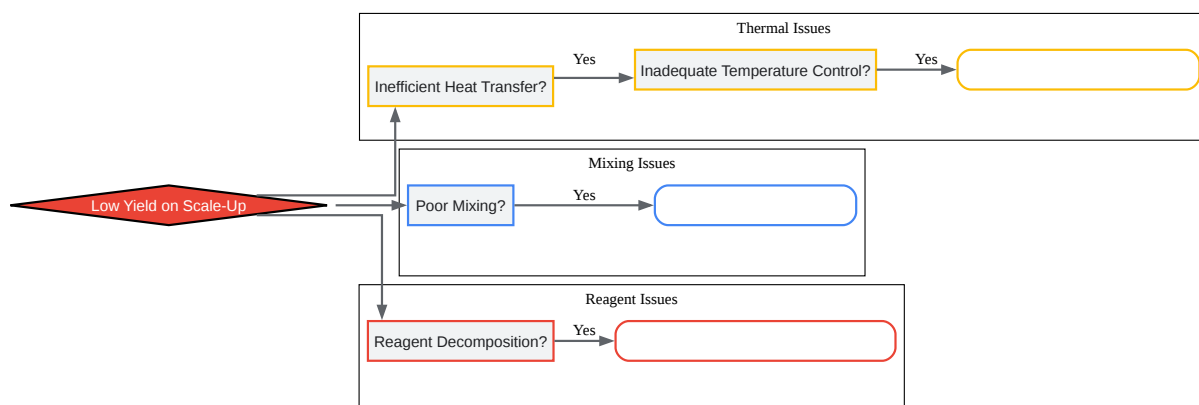 Thermal Issues
Inefficient Heat Transfer?
Yes
Inadequate Temperature Control?
Yes
Mixing Issues
Low Yield on Scale-Up
Poor Mixing?
Yes
Reagent Issues
Reagent Decomposition?
Yes